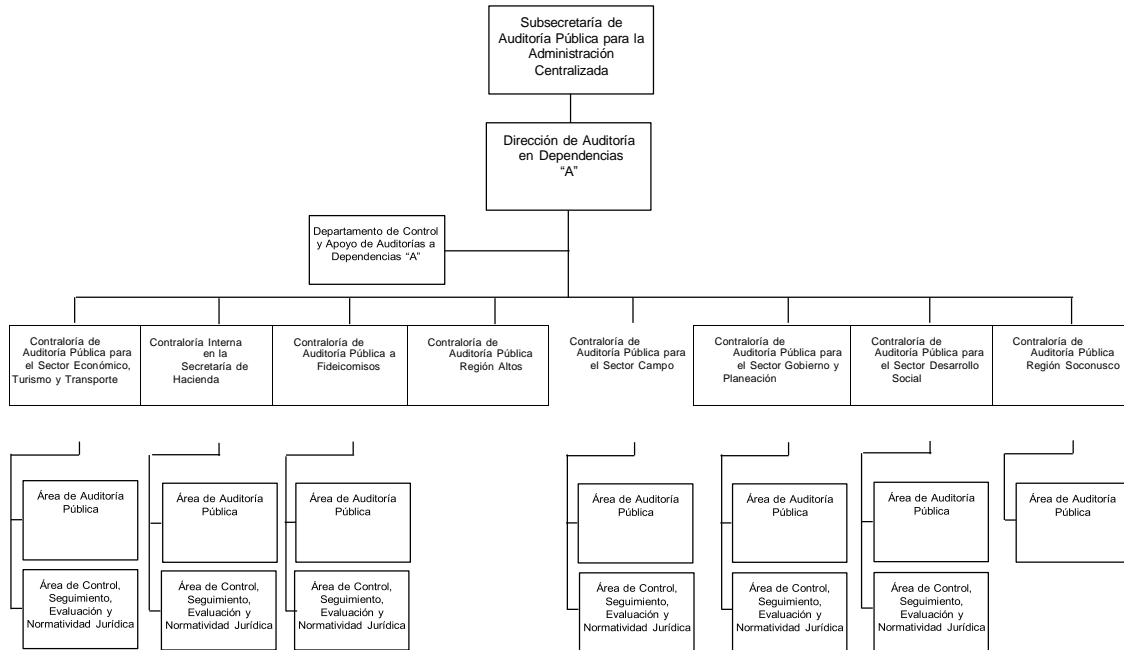 Subsecretaría de
Auditoría Pública para la
Administración
Centralizada
Dirección de Auditoría
en Dependencias
“A”
Departamento de Control
y Apoyo de Auditorías a
Dependencias “A”
Contraloría de
Auditoría Pública para
el Sector Económico,
Turismo y Transporte
Contraloría Interna
en la
Secretaría de
Hacienda
Contraloría de
Auditoría Pública a
Fideicomisos
Contraloría de
Auditoría Pública
Región Altos
Contraloría de
Auditoría Pública para
el Sector Campo
Contraloría de
Auditoría Pública para
el Sector Gobierno y
Planeación
Contraloría de
Auditoría Pública para
el Sector Desarrollo
Social
Contraloría de
Auditoría Pública
Región Soconusco
Área de Auditoría
Pública
Área de Auditoría
Pública
Área de Auditoría
Pública
Área de Auditoría
Pública
Área de Auditoría
Pública
Área de Auditoría
Pública
Área de Auditoría
Pública
Área de Control,
Seguimiento,
Evaluación y
Normatividad Jurídica
Área de Control,
Seguimiento,
Evaluación y
Normatividad Jurídica
Área de Control,
Seguimiento,
Evaluación y
Normatividad Jurídica
Área de Control,
Seguimiento,
Evaluación y
Normatividad Jurídica
Área de Control,
Seguimiento,
Evaluación y
Normatividad Jurídica
Área de Control,
Seguimiento,
Evaluación y
Normatividad Jurídica